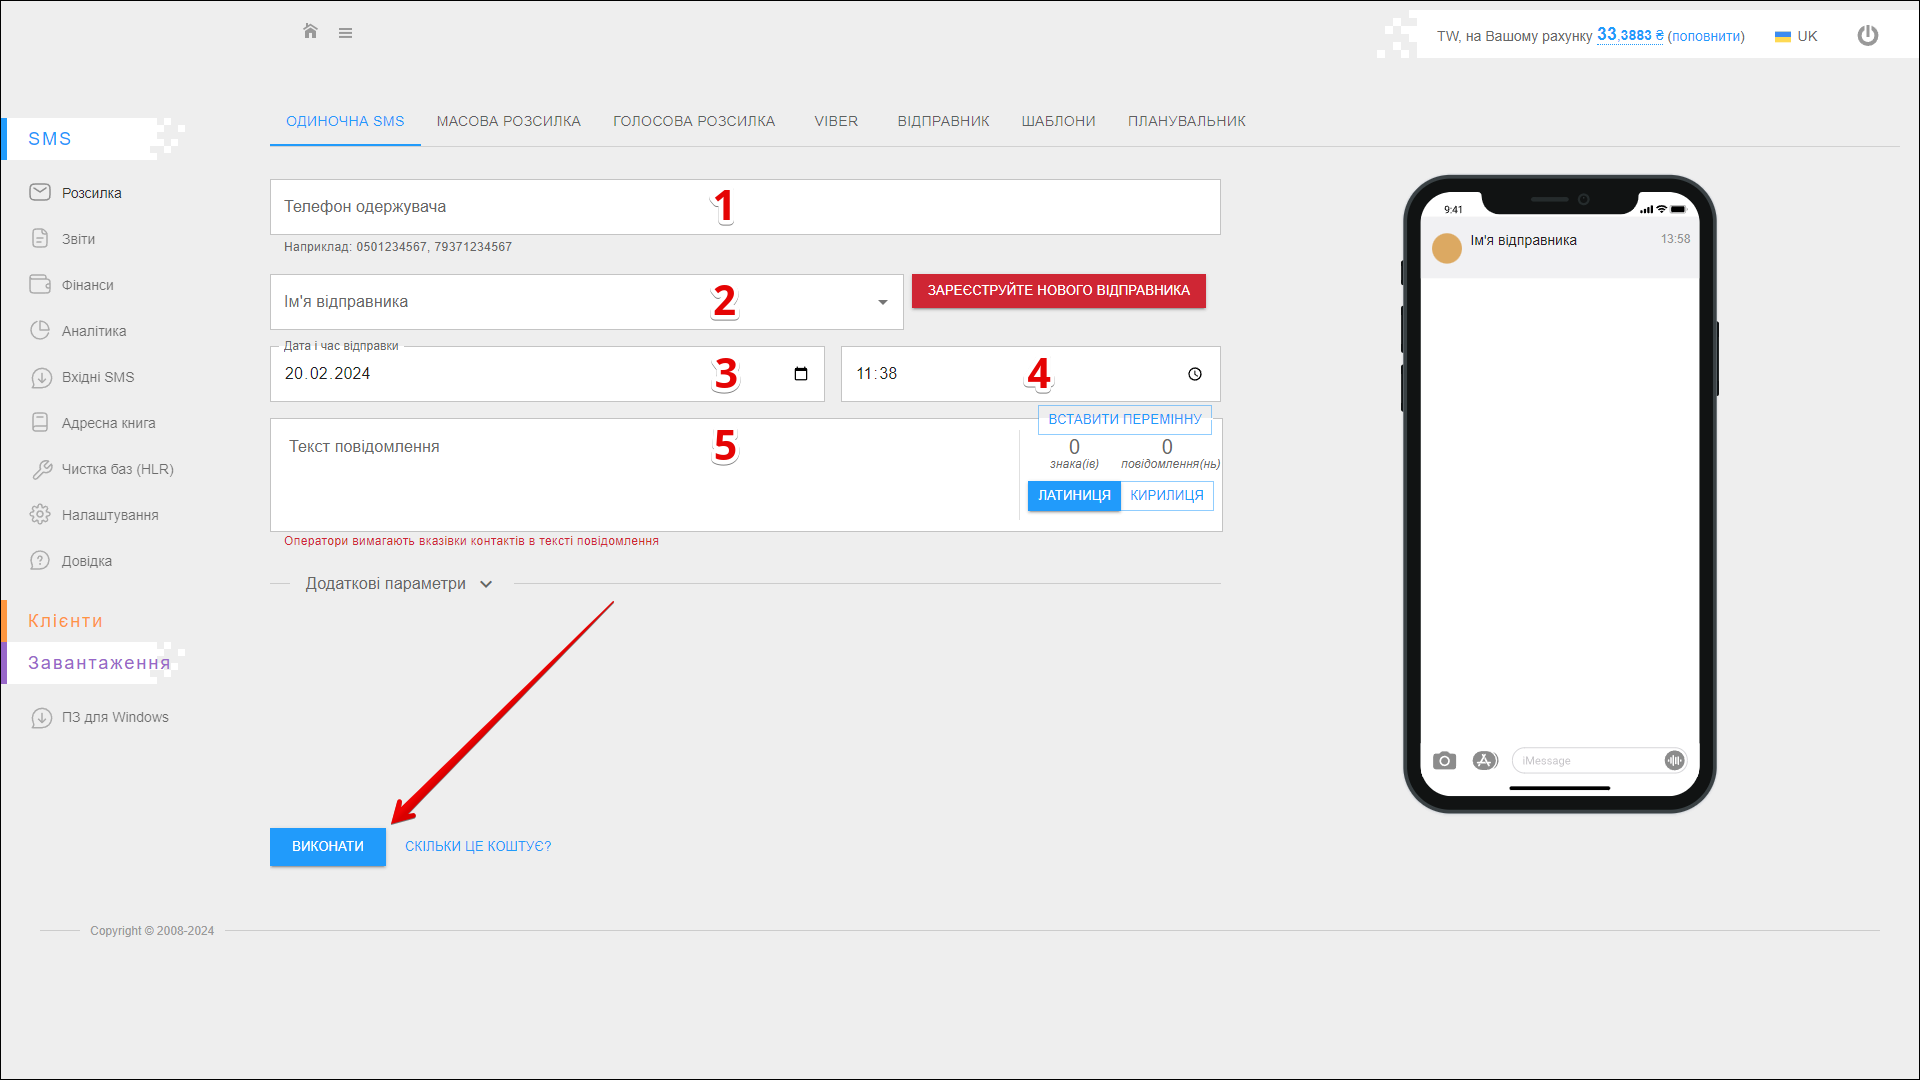 TW, на Вашому рахунку 33,3883 ₴ (поповнити)
UK
SMS
Розсилка
Звіти
Фінанси
Аналітика
Вхідні SMS
Адресна книга
Чистка баз (HLR)
Налаштування
Довідка
Клієнти
Завантаження
ПЗ для Windows
ОДИНОЧНА SMS
МАСОВА РОЗСИЛКА
ГОЛОСОВА РОЗСИЛКА
VIBER
ВІДПРАВНИК
ШАБЛОНИ
ПЛАНУВАЛЬНИК
Телефон одержувача
1
Наприклад: 0501234567, 79371234567
Ім'я відправника
2
ЗАРЕЄСТРУЙТЕ НОВОГО ВІДПРАВНИКА
Дата і час відправки
20.02.2024
3
11:38
4
Текст повідомлення
5
ВСТАВИТИ ПЕРЕМІННУ
0
знака(ів)
0
повідомлення(нь)
ЛАТИНИЦЯ
КИРИЛИЦЯ
Оператори вимагають вказівки контактів в тексті повідомлення
Додаткові параметри
ВИКОНАТИ
СКІЛЬКИ ЦЕ КОШТУЄ?
9:41
Ім'я відправника
13:58
iMessage
Copyright © 2008-2024